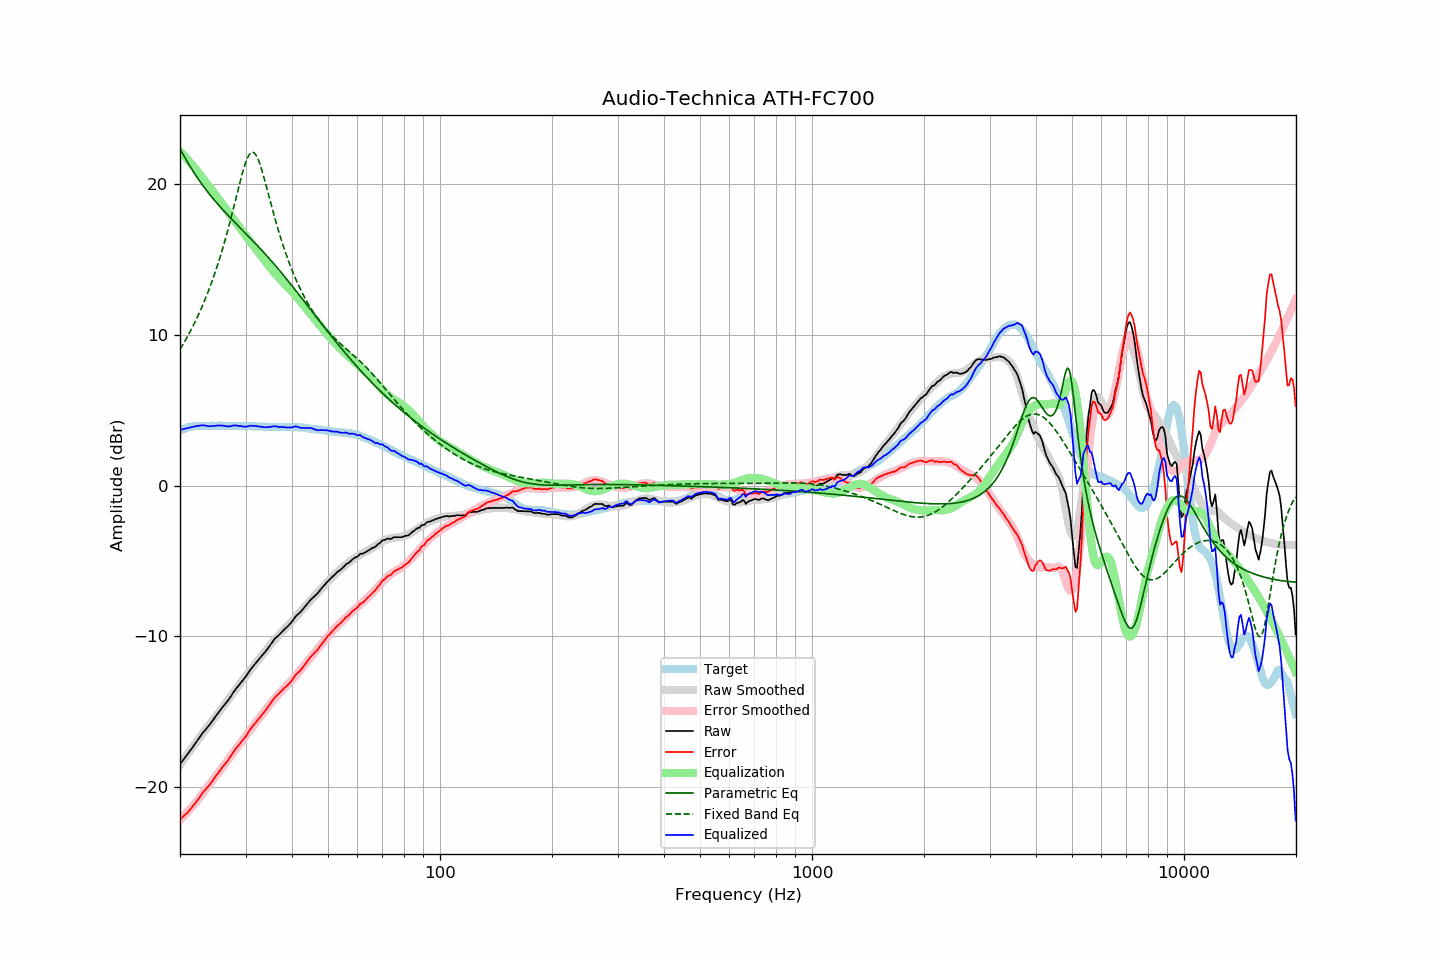 Audio-Technica ATH-FC700
Amplitude (dBr)
20
10
0
−10
−20
100
1000
10000
Frequency (Hz)
Target
Raw Smoothed
Error Smoothed
Raw
Error
Equalization
Parametric Eq
Fixed Band Eq
Equalized